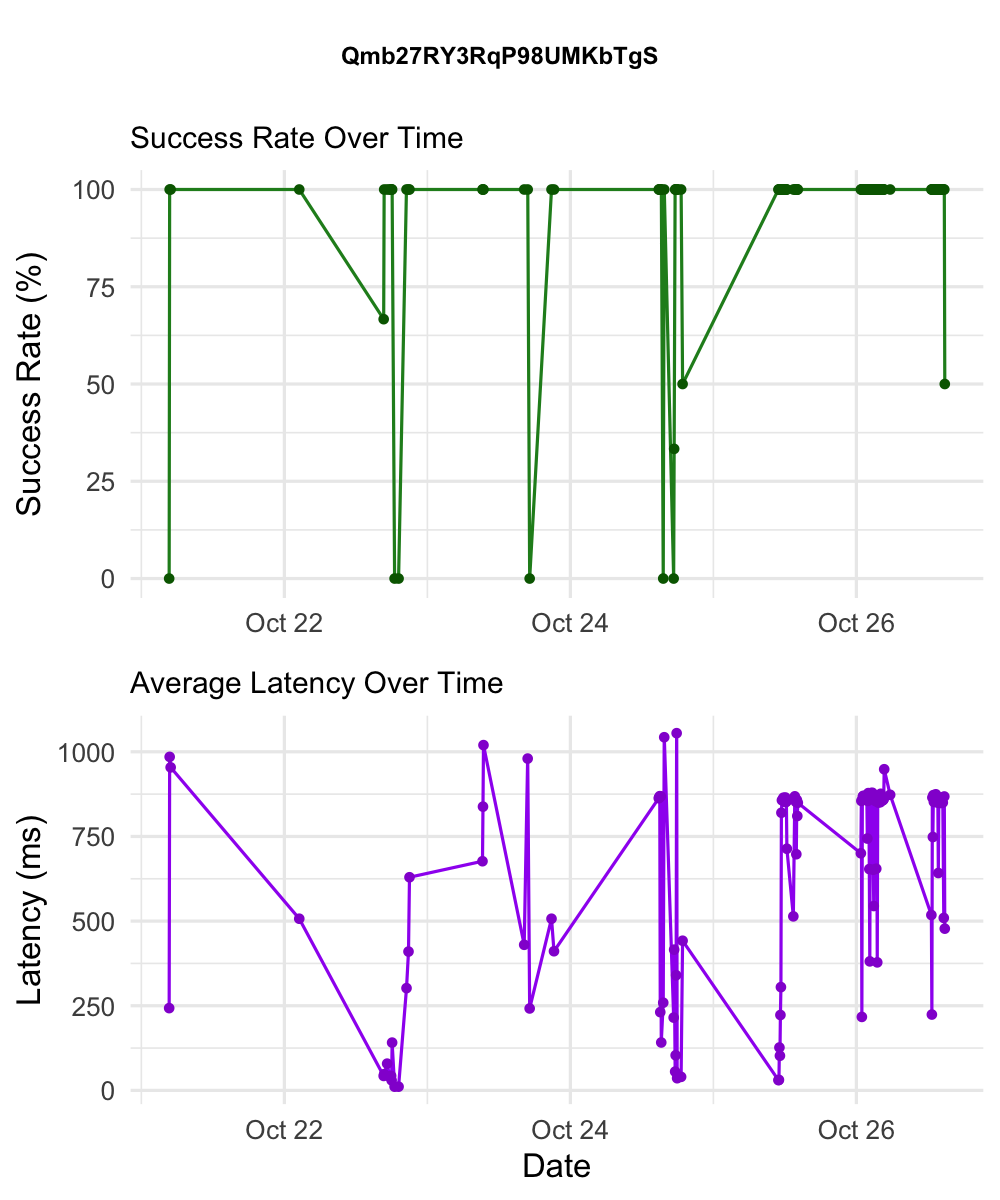 Qmb27RY3RqP98UMKbTgS
Success Rate Over Time
Success Rate (%)
100
75
50
25
0
Oct 22 Oct 24 Oct 26
Average Latency Over Time
Latency (ms)
1000
750
500
250
0
Oct 22 Oct 24 Oct 26
Date